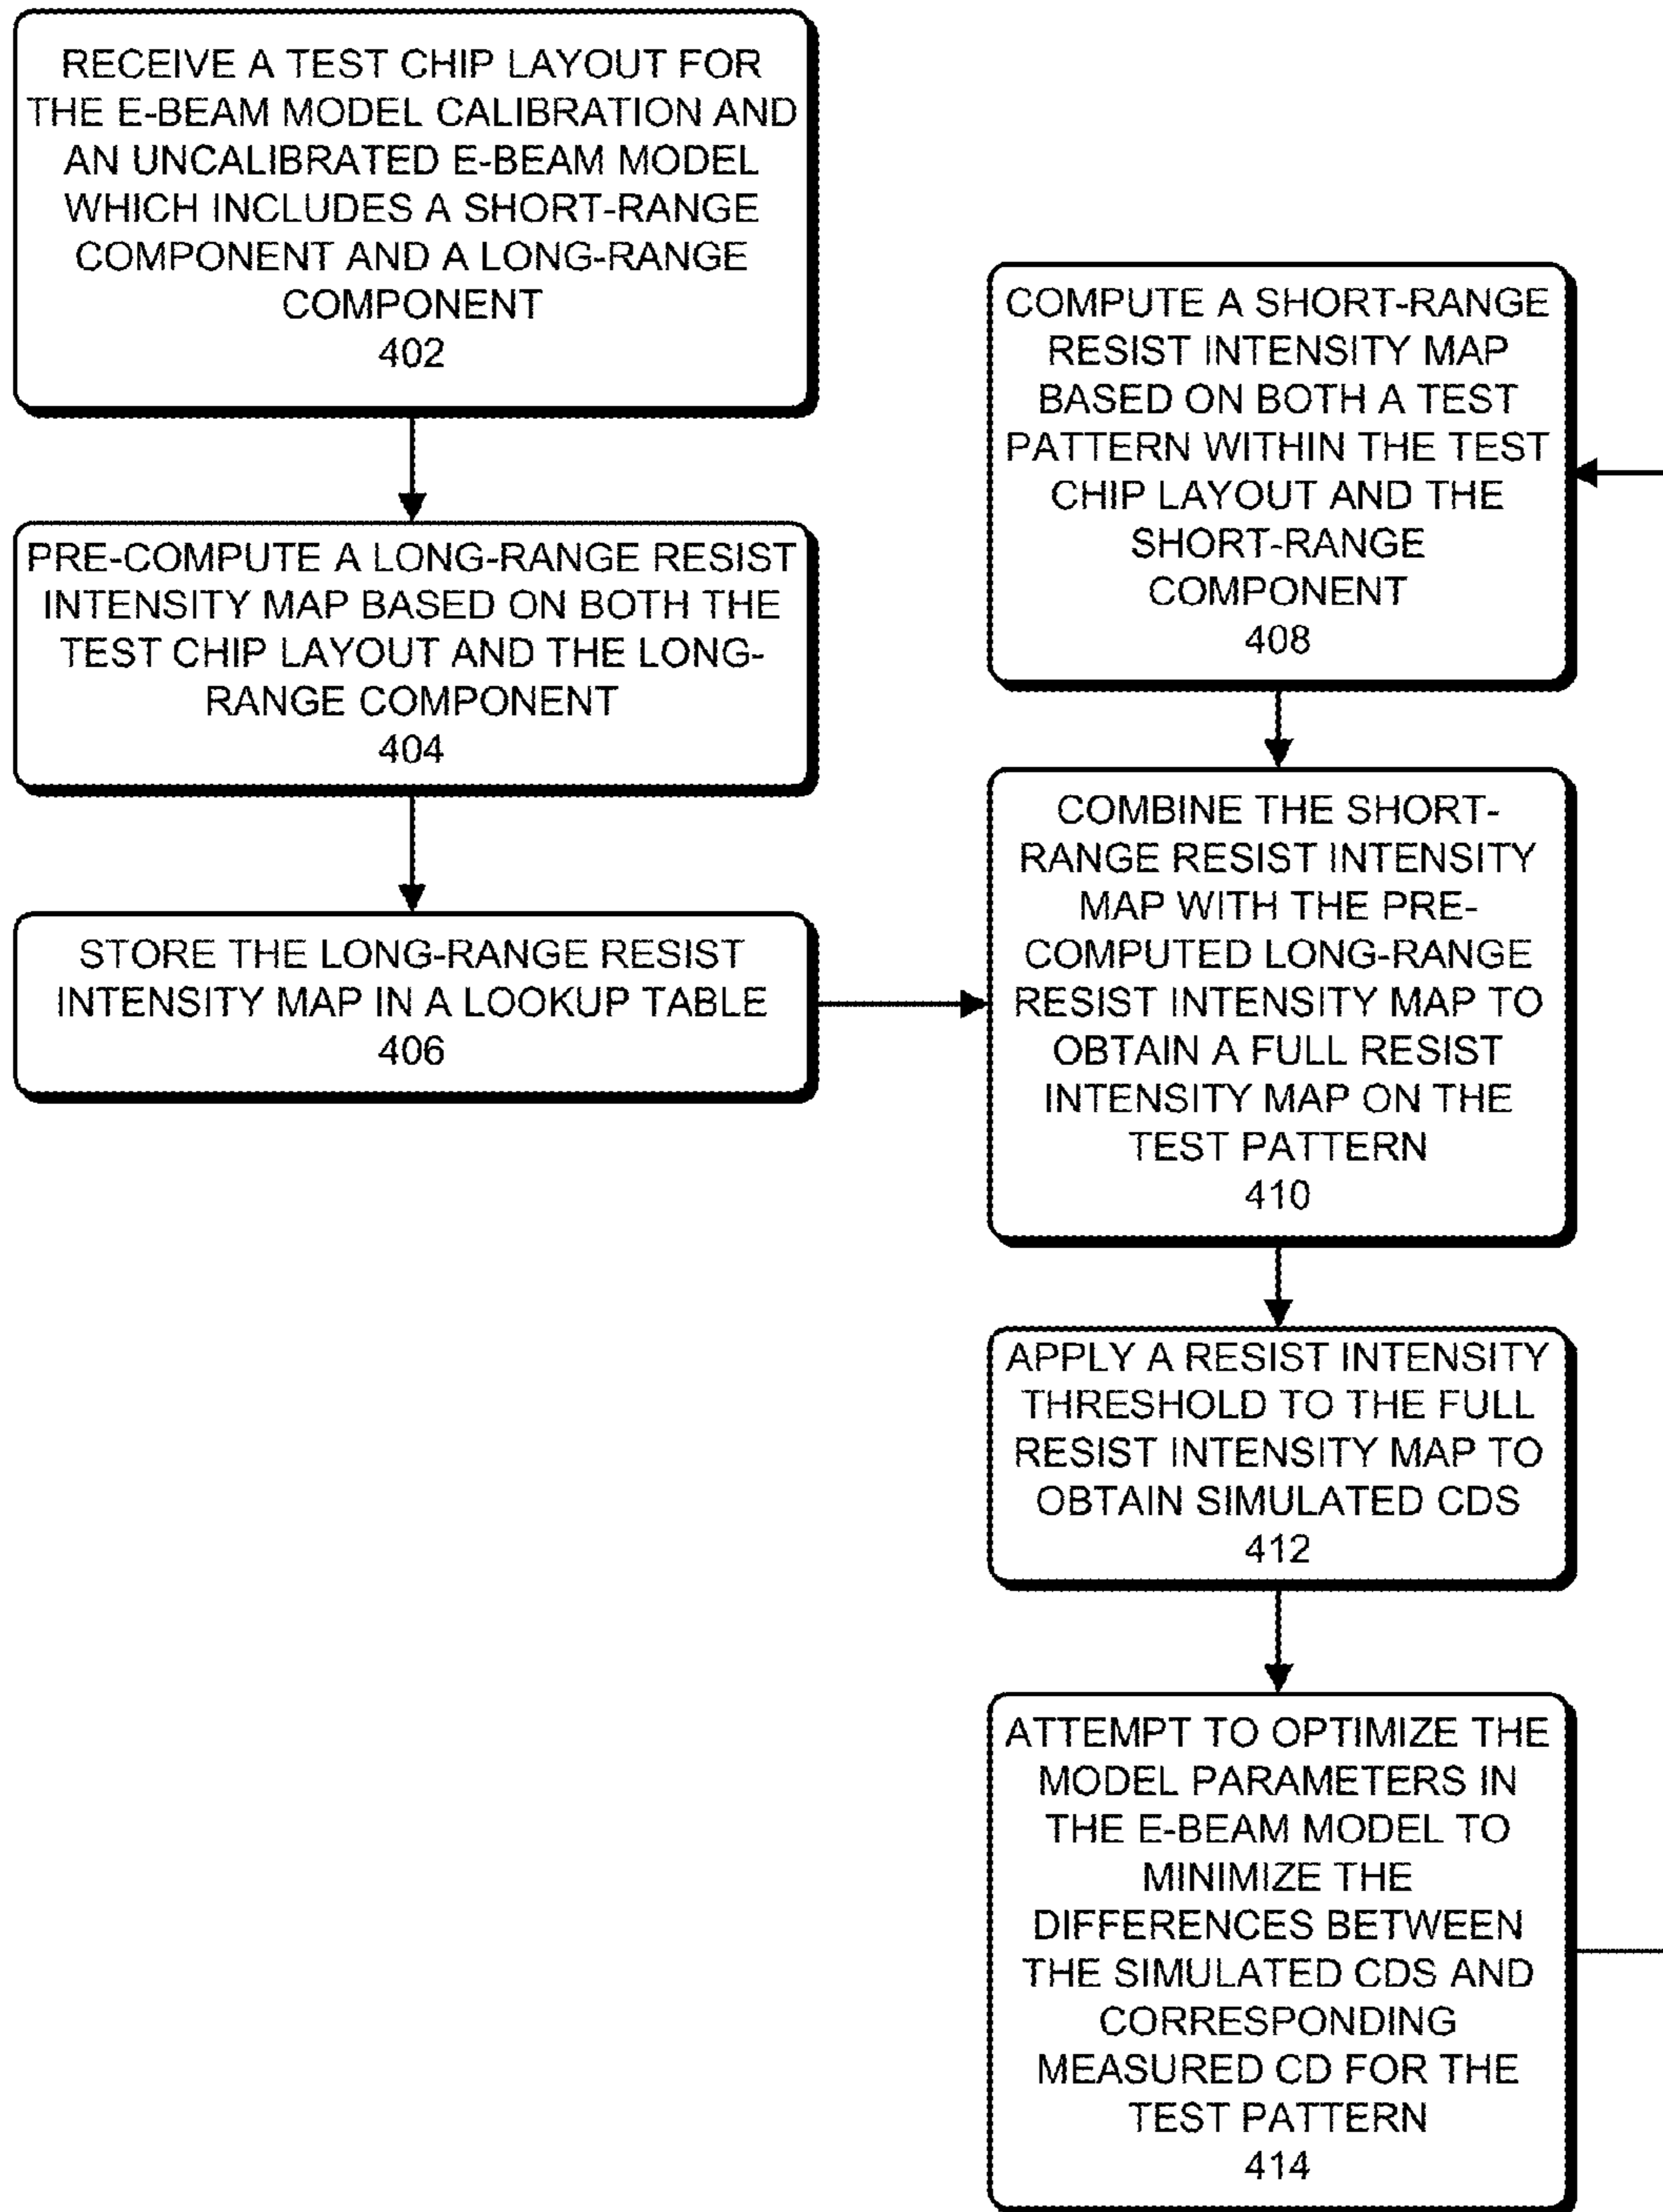 RECEIVE A TEST CHIP LAYOUT FOR
THE E-BEAM MODEL CALIBRATION AND
AN UNCALIBRATED E-BEAM MODEL
WHICH INCLUDES A SHORT-RANGE
COMPONENT AND A LONG-RANGE
COMPONENT
402
PRE-COMPUTE A LONG-RANGE RESIST
INTENSITY MAP BASED ON BOTH THE
TEST CHIP LAYOUT AND THE LONG-
RANGE COMPONENT
404
STORE THE LONG-RANGE RESIST
INTENSITY MAP IN A LOOKUP TABLE
406
COMPUTE A SHORT-RANGE
RESIST INTENSITY MAP
BASED ON BOTH A TEST
PATTERN WITHIN THE TEST
CHIP LAYOUT AND THE
SHORT-RANGE
COMPONENT
408
COMBINE THE SHORT-
RANGE RESIST INTENSITY
MAP WITH THE PRE-
COMPUTED LONG-RANGE
RESIST INTENSITY MAP TO
OBTAIN A FULL RESIST
INTENSITY MAP ON THE
TEST PATTERN
410
APPLY A RESIST INTENSITY
THRESHOLD TO THE FULL
RESIST INTENSITY MAP TO
OBTAIN SIMULATED CDS
412
ATTEMPT TO OPTIMIZE THE
MODEL PARAMETERS IN
THE E-BEAM MODEL TO
MINIMIZE THE
DIFFERENCES BETWEEN
THE SIMULATED CDS AND
CORRESPONDING
MEASURED CD FOR THE
TEST PATTERN
414